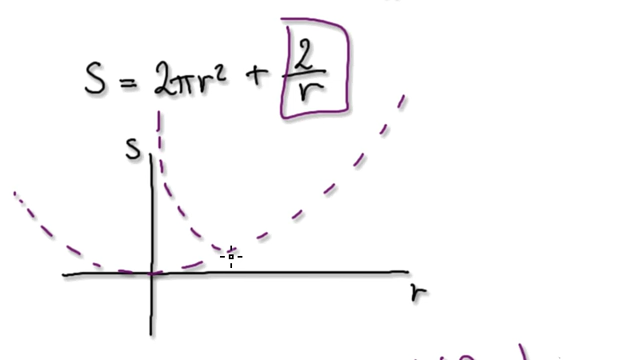 S = 2πr² + 2/r
S
r